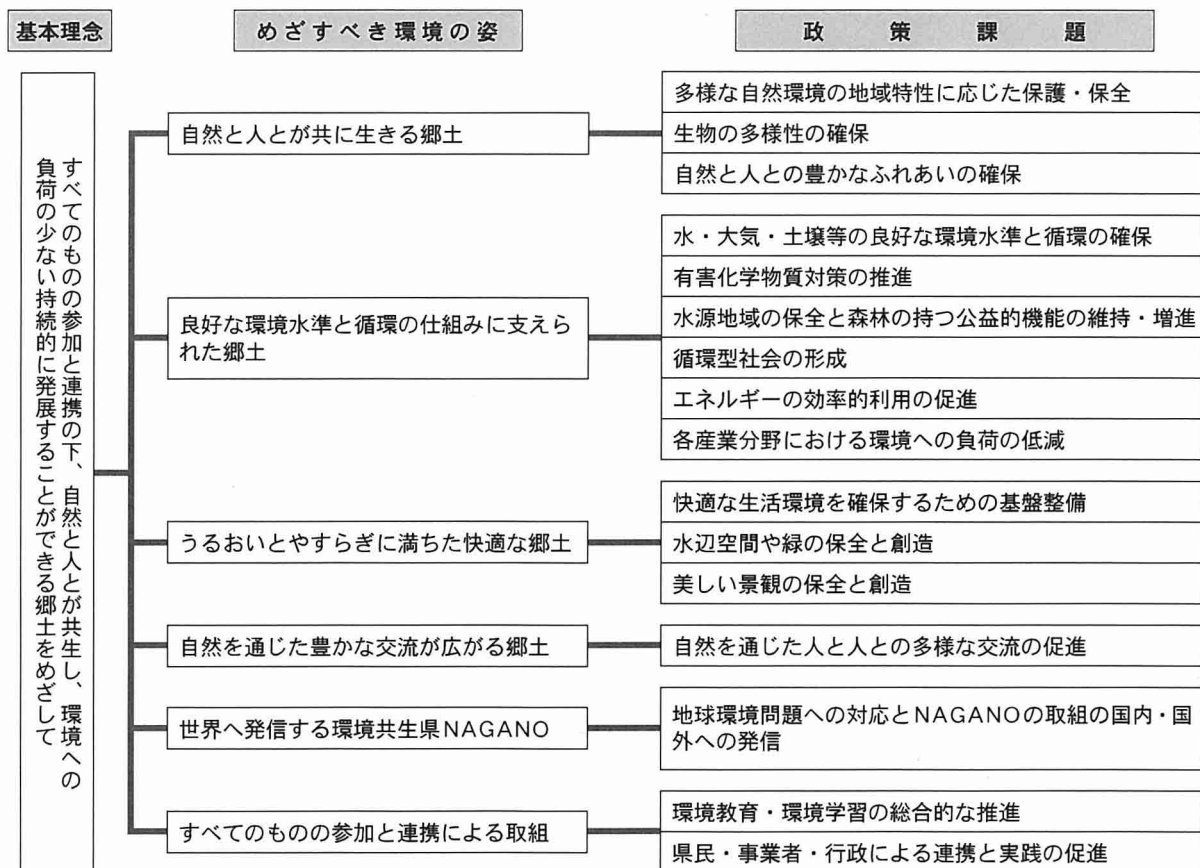 基本理念
めざすべき環境の姿
政策課題
すべてのものの参加と連携の下、自然と人とが共生し、環境への
負荷の少ない持続的に発展することができる郷土をめざして
自然と人とが共に生きる郷土
多様な自然環境の地域特性に応じた保護・保全
生物の多様性の確保
自然と人との豊かなふれあいの確保
良好な環境水準と循環の仕組みに支えら
れた郷土
水・大気・土壌等の良好な環境水準と循環の確保
有害化学物質対策の推進
水源地域の保全と森林の持つ公益的機能の維持・増進
循環型社会の形成
エネルギーの効率的利用の促進
各産業分野における環境への負荷の低減
うるおいとやすらぎに満ちた快適な郷土
快適な生活環境を確保するための基盤整備
水辺空間や緑の保全と創造
美しい景観の保全と創造
自然を通じた豊かな交流が広がる郷土
自然を通じた人と人との多様な交流の促進
世界へ発信する環境共生県NAGANO
地球環境問題への対応とNAGANOの取組の国内・国
外への発信
すべてのものの参加と連携による取組
環境教育・環境学習の総合的な推進
県民・事業者・行政による連携と実践の促進